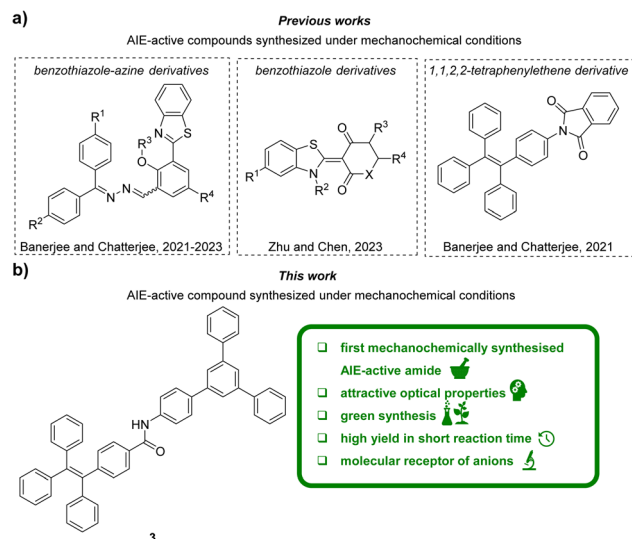 a)
Previous works
AIE-active compounds synthesized under mechanochemical conditions
benzothiazole-azine derivatives
R1
N
S
R3
O
N
N
R2
R4
Banerjee and Chatterjee, 2021-2023
benzothiazole derivatives
O
R3
S
R4
N
R1
R2
O
X
Zhu and Chen, 2023
1,1,2,2-tetraphenylethene derivative
O
N
O
Banerjee and Chatterjee, 2021
b)
This work
AIE-active compound synthesized under mechanochemical conditions
NH
O
3
❑ first mechanochemically synthesised
AIE-active amide
❑ attractive optical properties
❑ green synthesis
❑ high yield in short reaction time
❑ molecular receptor of anions